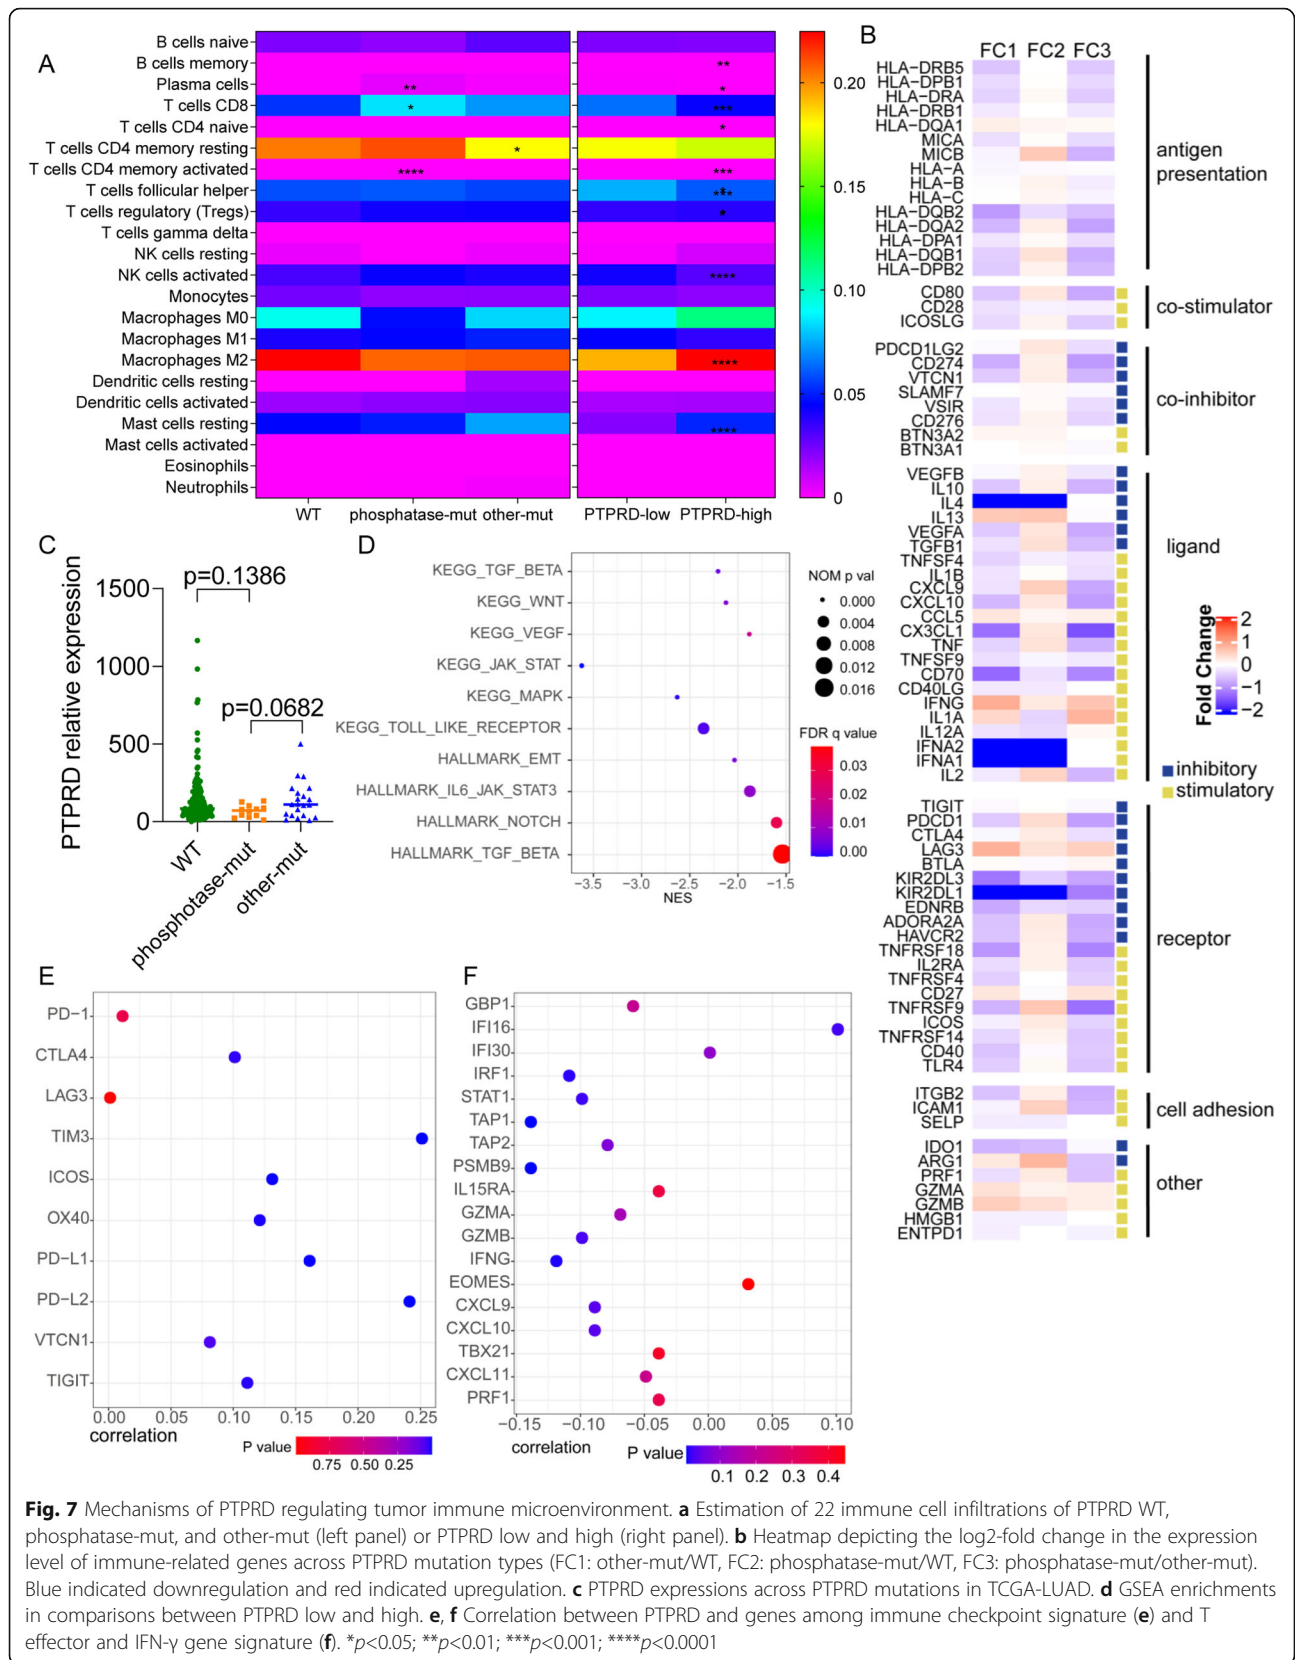 A
B cells naive
B cells memory
Plasma cells
T cells CD8
T cells CD4 naive
T cells CD4 memory resting
T cells CD4 memory activated
T cells follicular helper
T cells regulatory (Tregs)
T cells gamma delta
NK cells resting
NK cells activated
Monocytes
Macrophages M0
Macrophages M1
Macrophages M2
Dendritic cells resting
Dendritic cells activated
Mast cells resting
Mast cells activated
Eosinophils
Neutrophils
**
*
****
*
**
*
***
*
***
*
****
****
****
WT phosphatase-mut other-mut PTPRD-low PTPRD-high
0.20
0.15
0.10
0.05
0
B
FC1 FC2 FC3
HLA−DRB5
HLA−DPB1
HLA−DRA
HLA−DRB1
HLA−DQA1
MICA
MICB
HLA−A
HLA−B
HLA−C
HLA−DQB2
HLA−DQA2
HLA−DPA1
HLA−DQB1
HLA−DPB2
antigen
presentation
CD80
CD28
ICOSLG
co-stimulator
PDCD1LG2
CD274
VTCN1
SLAMF7
VSIR
CD276
BTN3A2
BTN3A1
co-inhibitor
VEGFB
IL10
IL4
IL13
VEGFA
TGFB1
TNFSF4
IL1B
CXCL9
CXCL10
CCL5
CX3CL1
TNF
TNFSF9
CD70
CD40LG
IFNG
IL1A
IL12A
IFNA2
IFNA1
IL2
ligand
Fold Change
2
1
0
−1
−2
inhibitory
stimulatory
TIGIT
PDCD1
CTLA4
LAG3
BTLA
KIR2DL3
KIR2DL1
EDNRB
ADORA2A
HAVCR2
TNFRSF18
IL2RA
TNFRSF4
CD27
TNFRSF9
ICOS
TNFRSF14
CD40
TLR4
receptor
ITGB2
ICAM1
SELP
cell adhesion
IDO1
ARG1
PRF1
GZMA
GZMB
HMGB1
ENTPD1
other
C
PTPRD relative expression
1500
1000
500
0
p=0.1386
p=0.0682
WT
phosphotase-mut
other-mut
D
KEGG_TGF_BETA
KEGG_WNT
KEGG_VEGF
KEGG_JAK_STAT
KEGG_MAPK
KEGG_TOLL_LIKE_RECEPTOR
HALLMARK_EMT
HALLMARK_IL6_JAK_STAT3
HALLMARK_NOTCH
HALLMARK_TGF_BETA
−3.5 −3.0 −2.5 −2.0 −1.5
NES
NOM p val
0.000
0.004
0.008
0.012
0.016
FDR q value
0.03
0.02
0.01
0.00
E
PD−1
CTLA4
LAG3
TIM3
ICOS
OX40
PD−L1
PD−L2
VTCN1
TIGIT
0.00 0.05 0.10 0.15 0.20 0.25
correlation
P value
0.75 0.50 0.25
F
GBP1
IFI16
IFI30
IRF1
STAT1
TAP1
TAP2
PSMB9
IL15RA
GZMA
GZMB
IFNG
EOMES
CXCL9
CXCL10
TBX21
CXCL11
PRF1
−0.15 −0.10 −0.05 0.00 0.05 0.10
correlation
P value
0.1 0.2 0.3 0.4
Fig. 7 Mechanisms of PTPRD regulating tumor immune microenvironment. a Estimation of 22 immune cell infiltrations of PTPRD WT,
phosphatase-mut, and other-mut (left panel) or PTPRD low and high (right panel). b Heatmap depicting the log2-fold change in the expression
level of immune-related genes across PTPRD mutation types (FC1: other-mut/WT, FC2: phosphatase-mut/WT, FC3: phosphatase-mut/other-mut).
Blue indicated downregulation and red indicated upregulation. c PTPRD expressions across PTPRD mutations in TCGA-LUAD. d GSEA enrichments
in comparisons between PTPRD low and high. e, f Correlation between PTPRD and genes among immune checkpoint signature (e) and T
effector and IFN-γ gene signature (f). *p<0.05; **p<0.01; ***p<0.001; ****p<0.0001